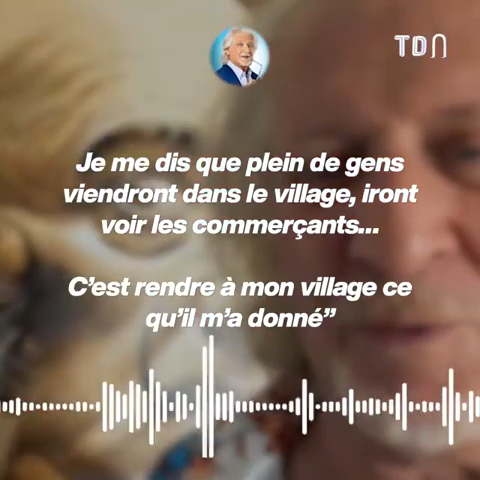 TDN
Je me dis que plein de gens
viendront dans le village, iront
voir les commerçants...
C'est rendre à mon village ce
qu'il m'a donné”